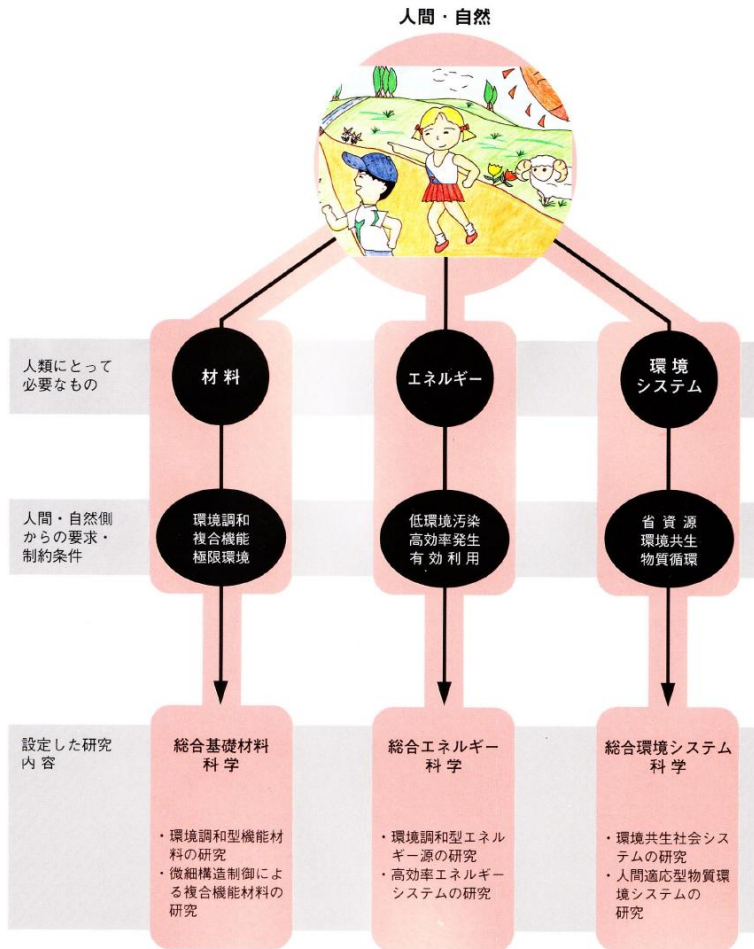 人間・自然
人類にとって
必要なもの
材料
エネルギー
環境
システム
人間・自然側
からの要求・
制約条件
環境調和
複合機能
極限環境
低環境汚染
高効率発生
有効利用
省資源
環境共生
物質循環
設定した研究
内容
総合基礎材料
科学
・環境調和型機能材
料の研究
・微細構造制御によ
る複合機能材料の
研究
総合エネルギー
科学
・環境調和型エネル
ギー源の研究
・高効率エネルギー
システムの研究
総合環境システム
科学
・環境共生社会シス
テムの研究
・人間適応型物質環
境システムの
研究